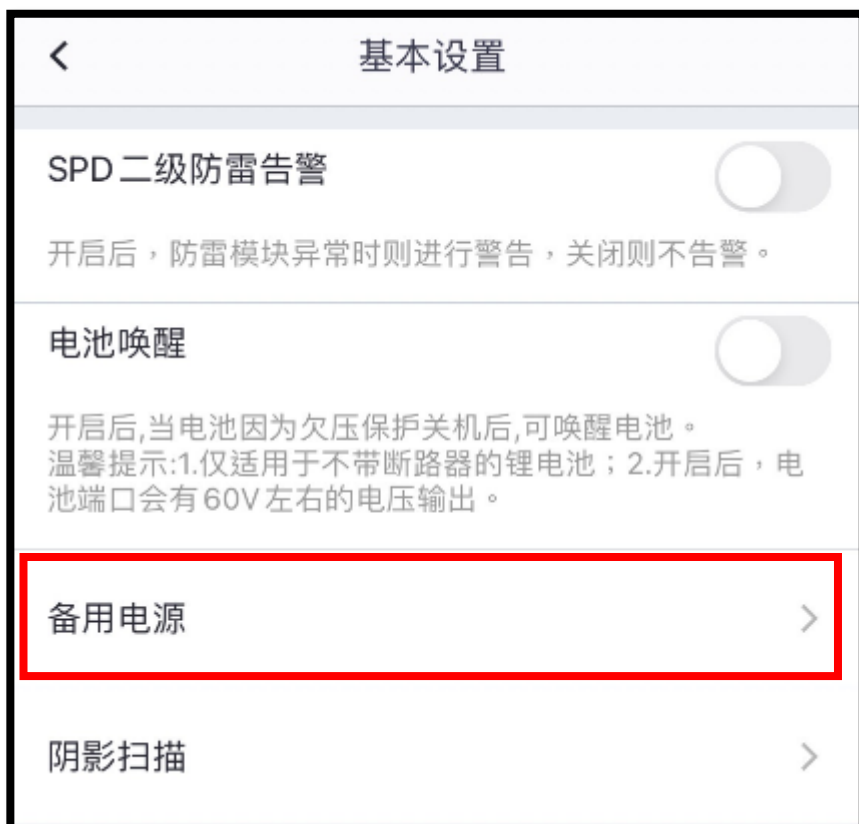 基本设置
SPD二级防雷告警
开启后，防雷模块异常时则进行警告，关闭则不告警。
电池唤醒
开启后,当电池因为欠压保护关机后,可唤醒电池。
温馨提示:1.仅适用于不带断路器的锂电池；2.开启后，电
池端口会有60V左右的电压输出。
备用电源
阴影扫描